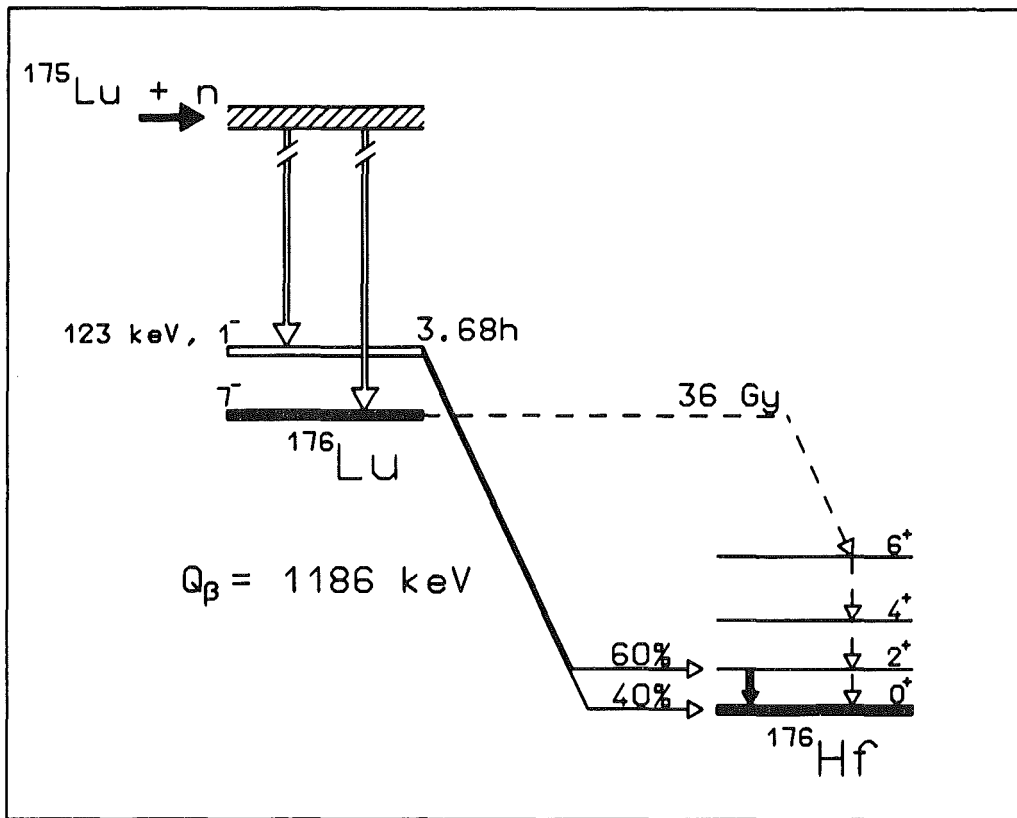 ¹⁷⁵Lu + n
123 keV, 1⁻
3.68h
7⁻
36 Gy
¹⁷⁶Lu
6⁺
Qᵦ = 1186 keV
4⁺
60%
2⁺
40%
0⁺
¹⁷⁶Hf